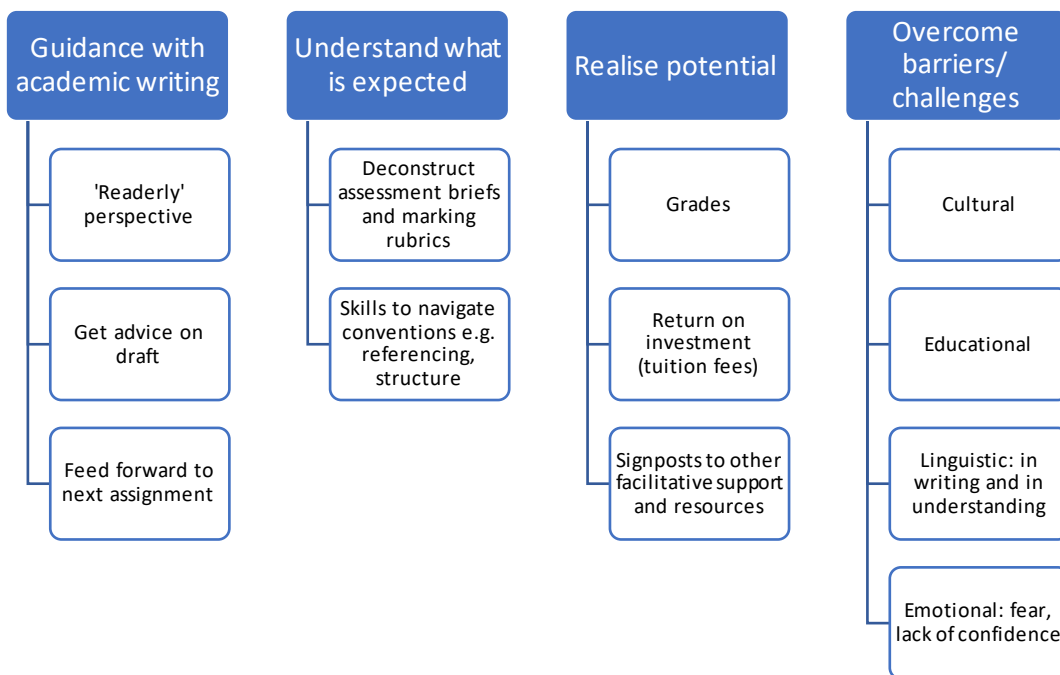 Guidance with
academic writing
'Readerly'
perspective
Get advice on
draft
Feed forward to
next assignment
Understand what
is expected
Deconstruct
assessment briefs
and marking
rubrics
Skills to navigate
conventions e.g.
referencing,
structure
Realise potential
Grades
Return on
investment
(tuition fees)
Signposts to other
facilitative support
and resources
Overcome
barriers/
challenges
Cultural
Educational
Linguistic: in
writing and in
understanding
Emotional: fear,
lack of confidence